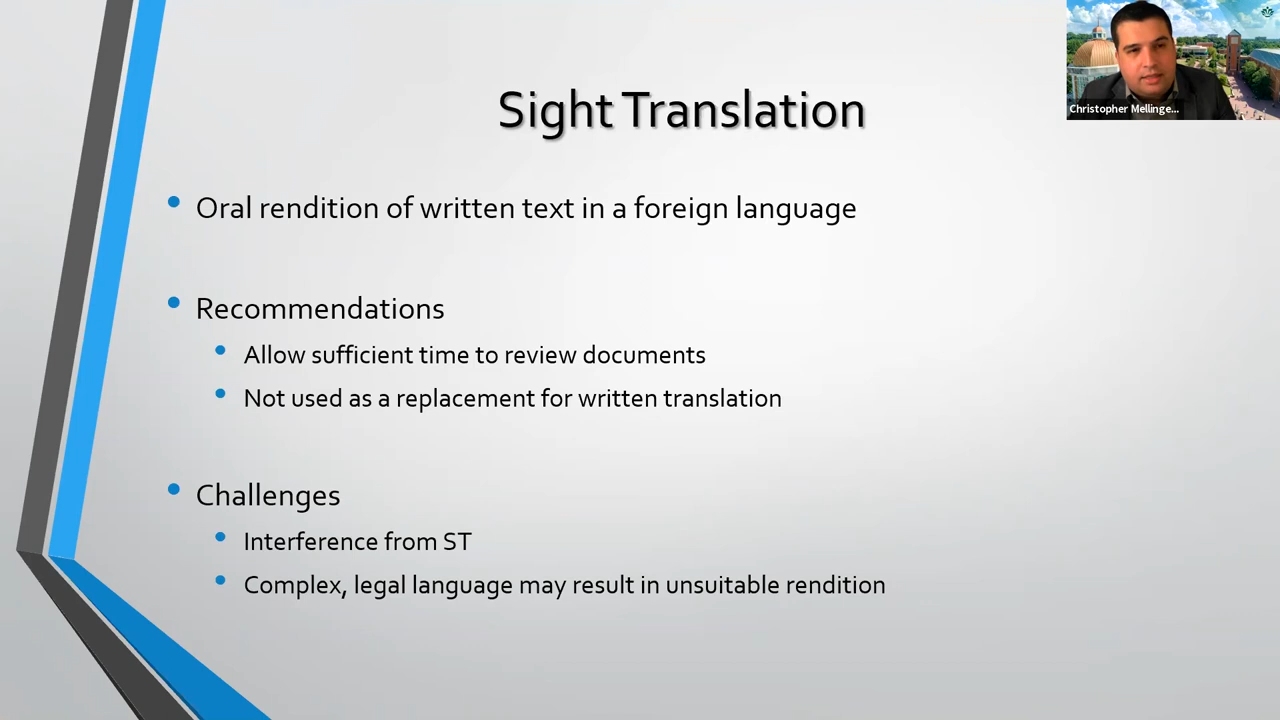 Sight Translation
Christopher Mellinge...
Oral rendition of written text in a foreign language
Recommendations
Allow sufficient time to review documents
Not used as a replacement for written translation
Challenges
Interference from ST
Complex, legal language may result in unsuitable rendition